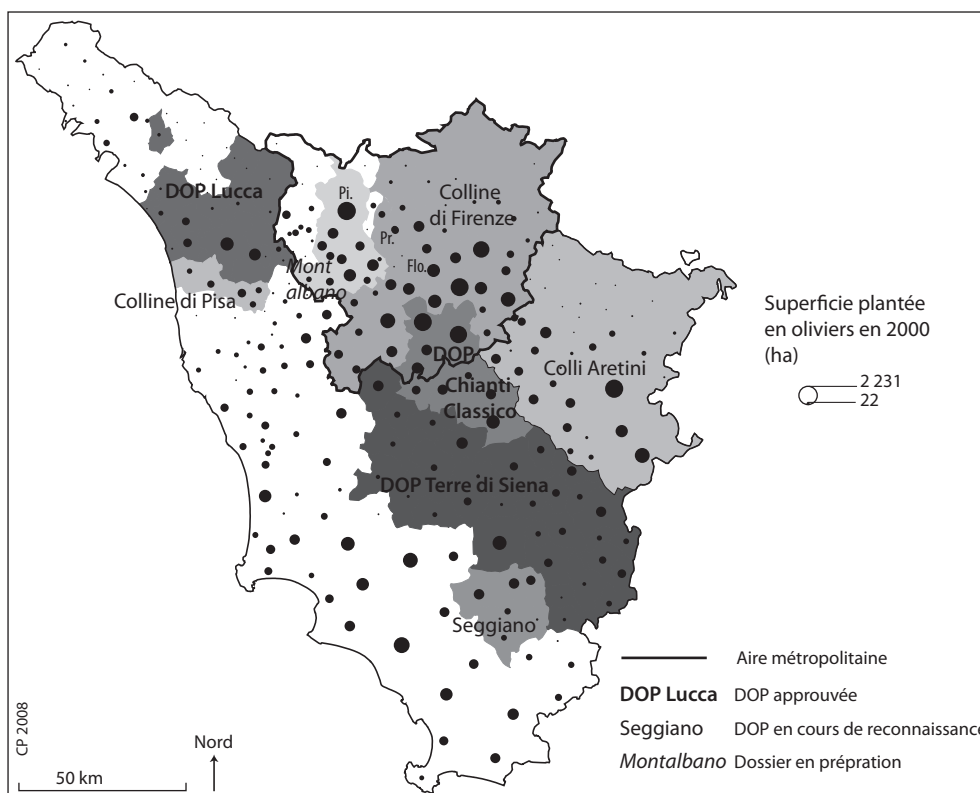 DOP Lucca
Pi.
Colline
di Firenze
Pr.
Flo.
Mont
albano
Colline di Pisa
DOP
Chianti
Classico
Colli Aretini
DOP Terre di Siena
Seggiano
Superficie plantée
en oliviers en 2000
(ha)
2 231
22
Aire métropolitaine
DOP Lucca DOP approuvée
Seggiano DOP en cours de reconnaissance
Montalbano Dossier en prépration
CP 2008
Nord
50 km